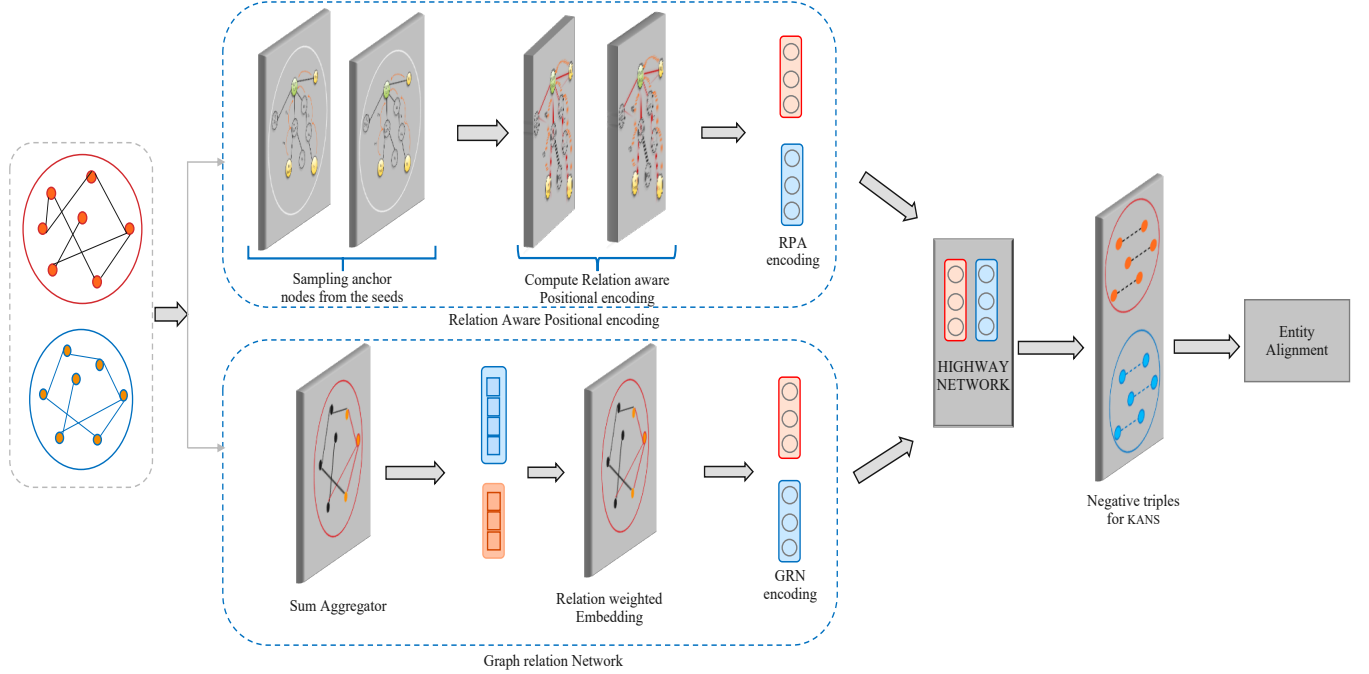 Sampling anchor
nodes from the seeds
Compute Relation aware
Positional encoding
RPA
encoding
Relation Aware Positional encoding
HIGHWAY
NETWORK
Entity
Alignment
Negative triples
for KANS
Sum Aggregator
Relation weighted
Embedding
GRN
encoding
Graph relation Network